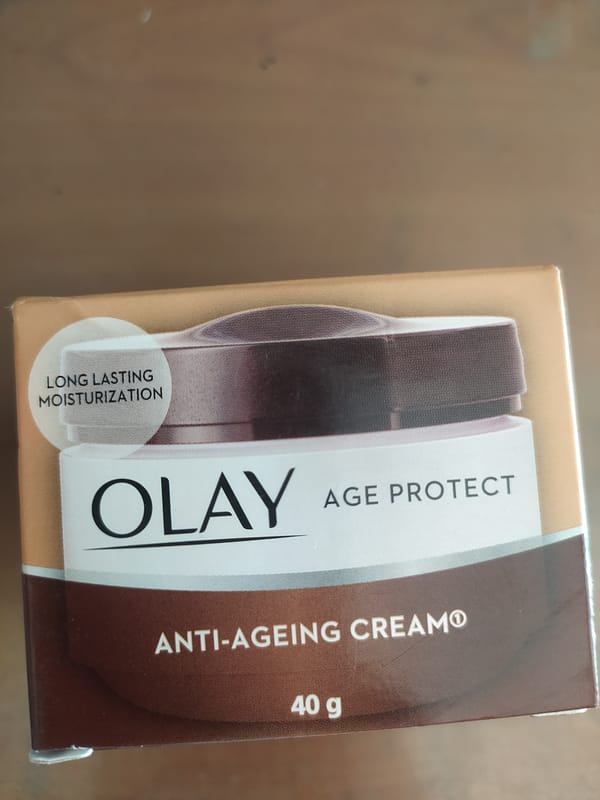 LONG LASTING
MOISTURIZATION
OLAY AGE PROTECT
ANTI-AGEING CREAM①
40 g